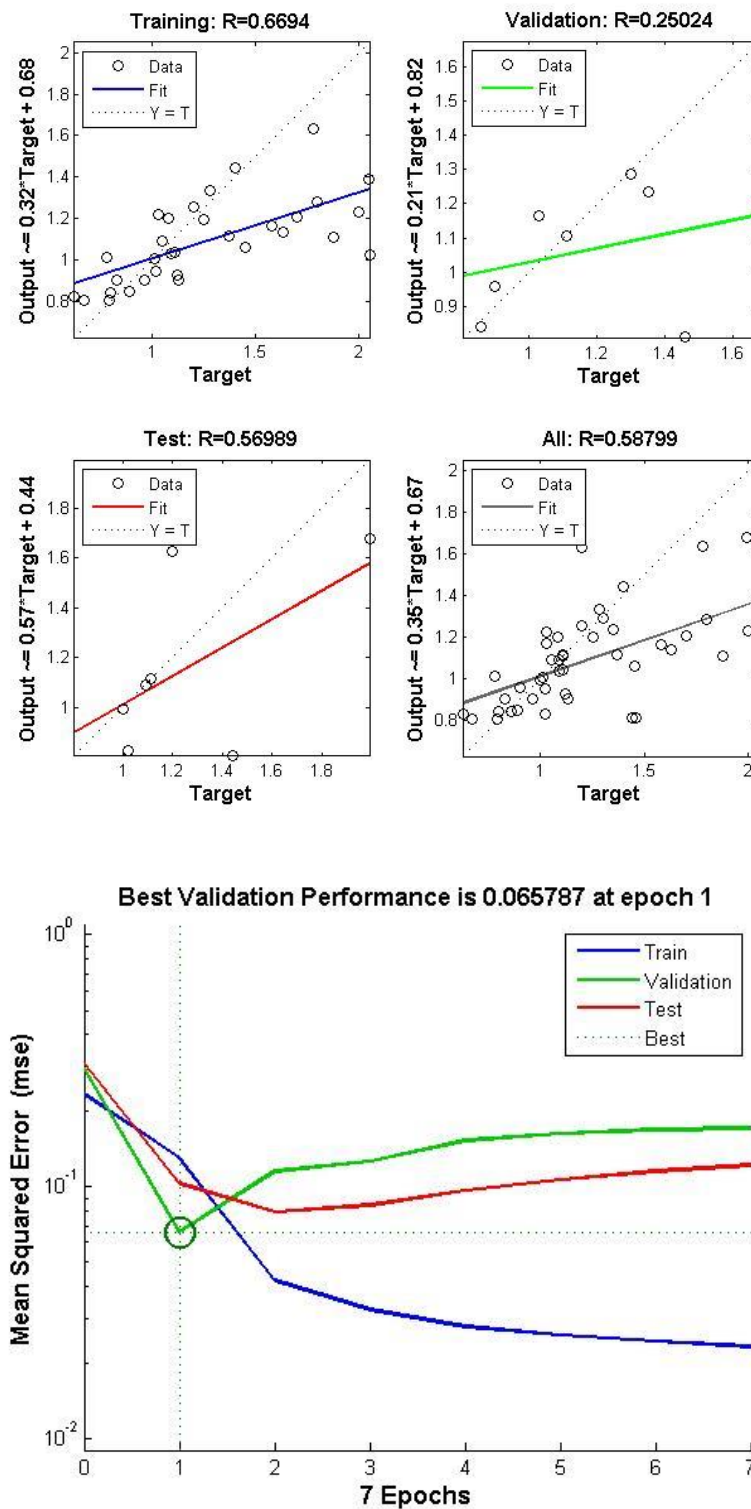 Training: R=0.6694
Output ~= 0.32*Target + 0.68
2
1.8
1.6
1.4
1.2
1
0.8
Data
Fit
Y = T
1
1.5
2
Target
Validation: R=0.25024
Output ~= 0.21*Target + 0.82
1.6
1.5
1.4
1.3
1.2
1.1
1
0.9
Data
Fit
Y = T
1
1.2
1.4
1.6
Target
Test: R=0.56989
Output ~= 0.57*Target + 0.44
1.8
1.6
1.4
1.2
1
Data
Fit
Y = T
1
1.2
1.4
1.6
1.8
Target
All: R=0.58799
Output ~= 0.35*Target + 0.67
2
1.8
1.6
1.4
1.2
1
0.8
Data
Fit
Y = T
1
1.5
2
Target
Best Validation Performance is 0.065787 at epoch 1
Mean Squared Error (mse)
10^0
10^-1
10^-2
Train
Validation
Test
Best
0
1
2
3
4
5
6
7
7 Epochs